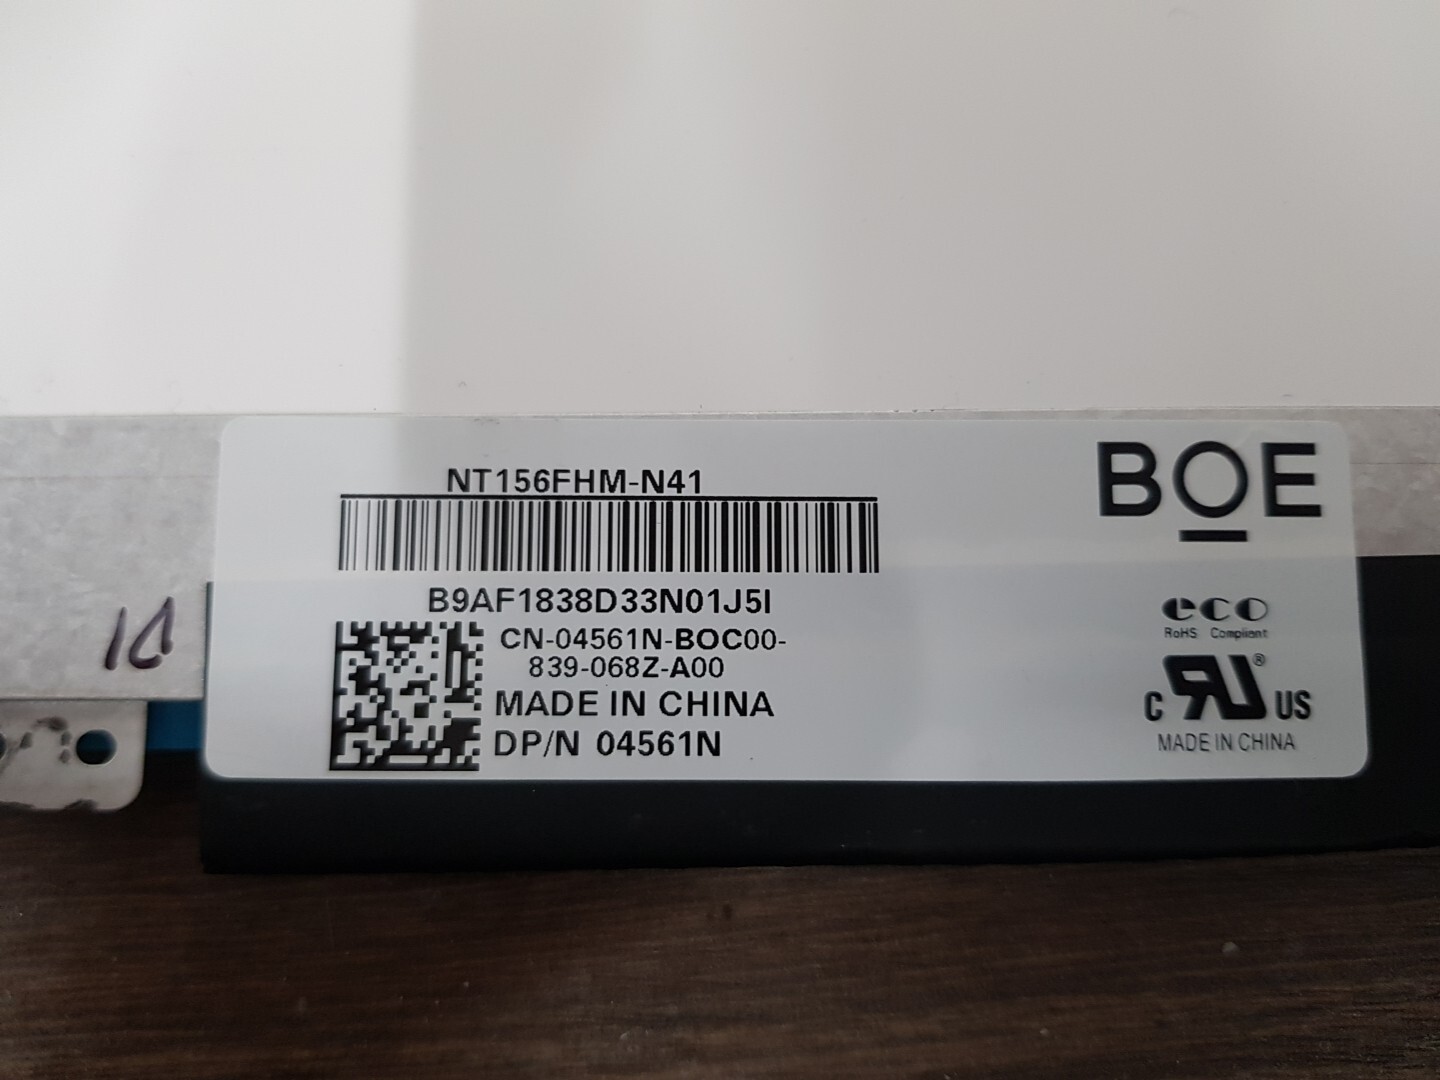 NT156FHM-N41
B9AF1838D33N01J5I
CN-04561N-BOC00-
839-068Z-A00
MADE IN CHINA
DP/N 04561N
BOE
eco
RoHS Compliant
c RU® US
MADE IN CHINA